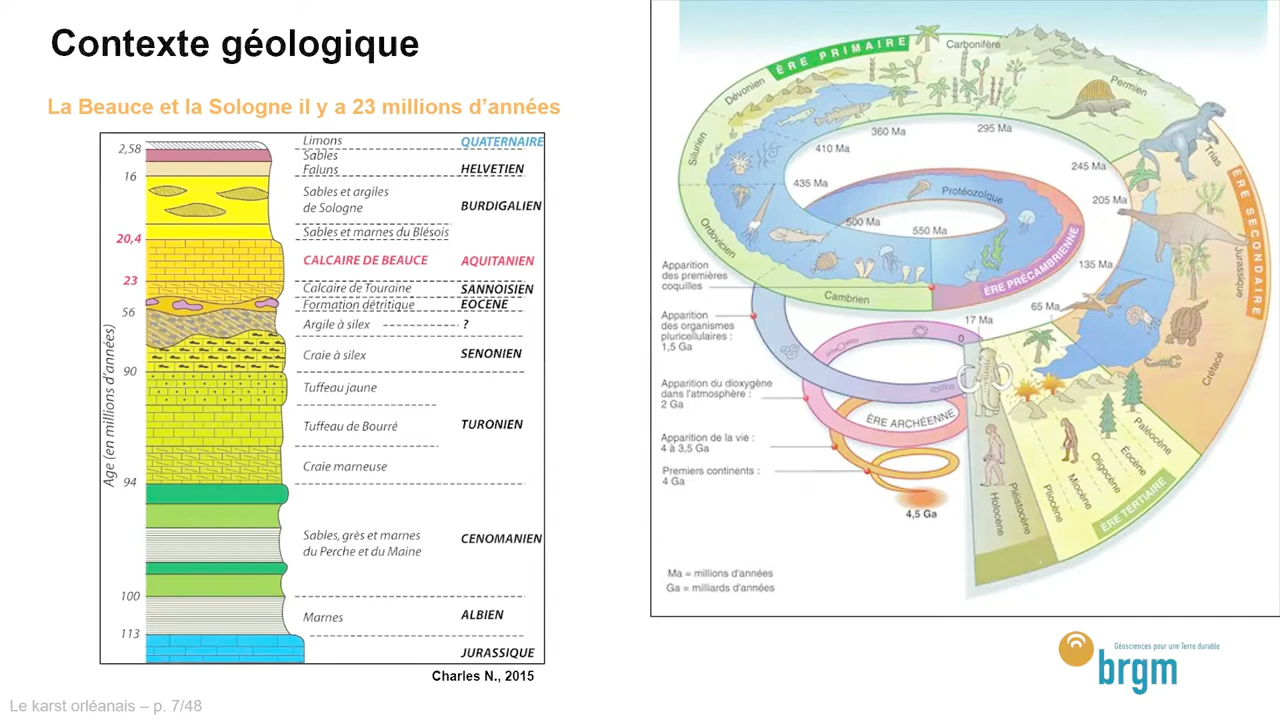 Contexte géologique
La Beauce et la Sologne il y a 23 millions d'années
Age (en millions d'années)
2,58
16
20,4
23
56
90
94
100
113
Limons
QUATERNAIRE
Sables
Faluns
HELVETIEN
Sables et argiles
de Sologne
BURDIGALIEN
Sables et marnes du Blésois
CALCAIRE DE BEAUCE
AQUITANIEN
Calcaire de Touraine
SANNOISIEN
Formation détritique
EOCENE
Argile à silex
?
Craie à silex
SENONIEN
Tuffeau jaune
Tuffeau de Bourré
TURONIEN
Craie marneuse
Sables, grès et marnes
du Perche et du Maine
CENOMANIEN
Marnes
ALBIEN
JURASSIQUE
Charles N., 2015
ÈRE PRIMAIRE
Carbonifère
Dévonien
Permien
Silurien
Ordovicien
Cambrien
360 Ma
295 Ma
410 Ma
435 Ma
245 Ma
205 Ma
Trias
ÈRE SECONDAIRE
Jurassique
Crétacé
Protéozoïque
500 Ma
550 Ma
ÈRE PRÉCAMBRIENNE
135 Ma
65 Ma
17 Ma
0
Apparition
des premières
coquilles
Apparition
des organismes
pluricellulaires :
1,5 Ga
Apparition du dioxygène
dans l'atmosphère :
2 Ga
Apparition de la vie :
4 à 3,5 Ga
Premiers continents :
4 Ga
ÈRE ARCHÉENNE
4,5 Ga
Holocène
Pléistocène
Pliocène
Miocène
Oligocène
Éocène
Paléocène
ÈRE TERTIAIRE
Ma = millions d'années
Ga = milliards d'années
Géosciences pour une Terre durable
brgm
Le karst orléanais – p. 7/48